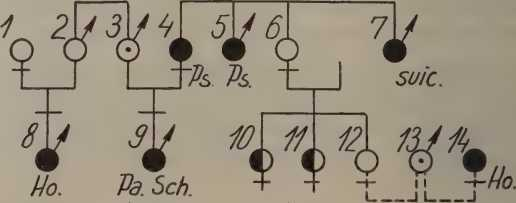 1 2 3 4 5 6 7
Ps. Ps. suic.
8 9 10 11 12 13 14
Ho. Pa. Sch. Ho.